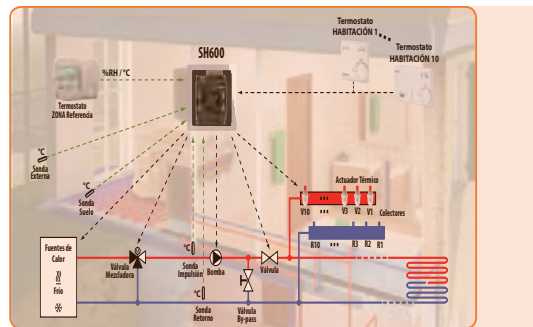 Termostato
HABITACIÓN 1
Termostato
HABITACIÓN 10
SH600
%RH / °C
Termostato
ZONA Referencia
°C
Sonda
Externa
°C
Sonda
Suelo
Actuador Térmico
V10 ... V3 V2 V1
Colectores
R10 ... R3 R2 R1
Fuentes de
Calor
Frío
Válvula
Mezcladora
°C
Sonda
Impulsión
Bomba
Válvula
°C
Sonda
Retorno
Válvula
By-pass